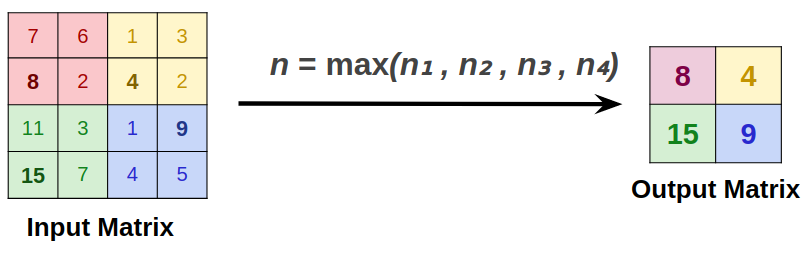 7 6 1 3
8 2 4 2
11 3 1 9
15 7 4 5
Input Matrix
n = max(n₁ , n₂ , n₃ , n₄)
8 4
15 9
Output Matrix